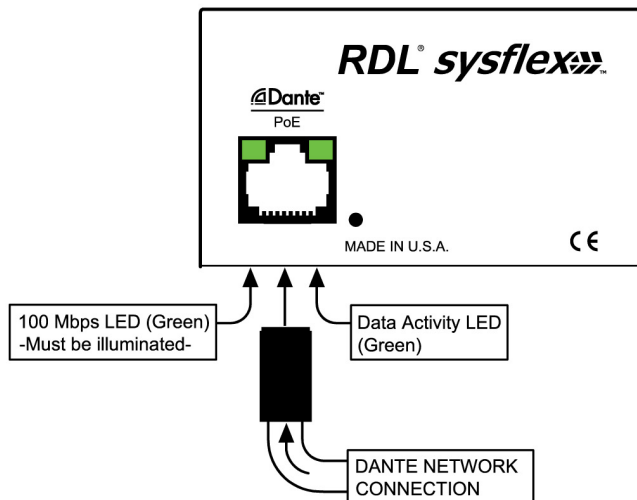 RDL® sysflex™
Dante™
PoE
MADE IN U.S.A.
CE
100 Mbps LED (Green)
-Must be illuminated-
Data Activity LED
(Green)
DANTE NETWORK
CONNECTION